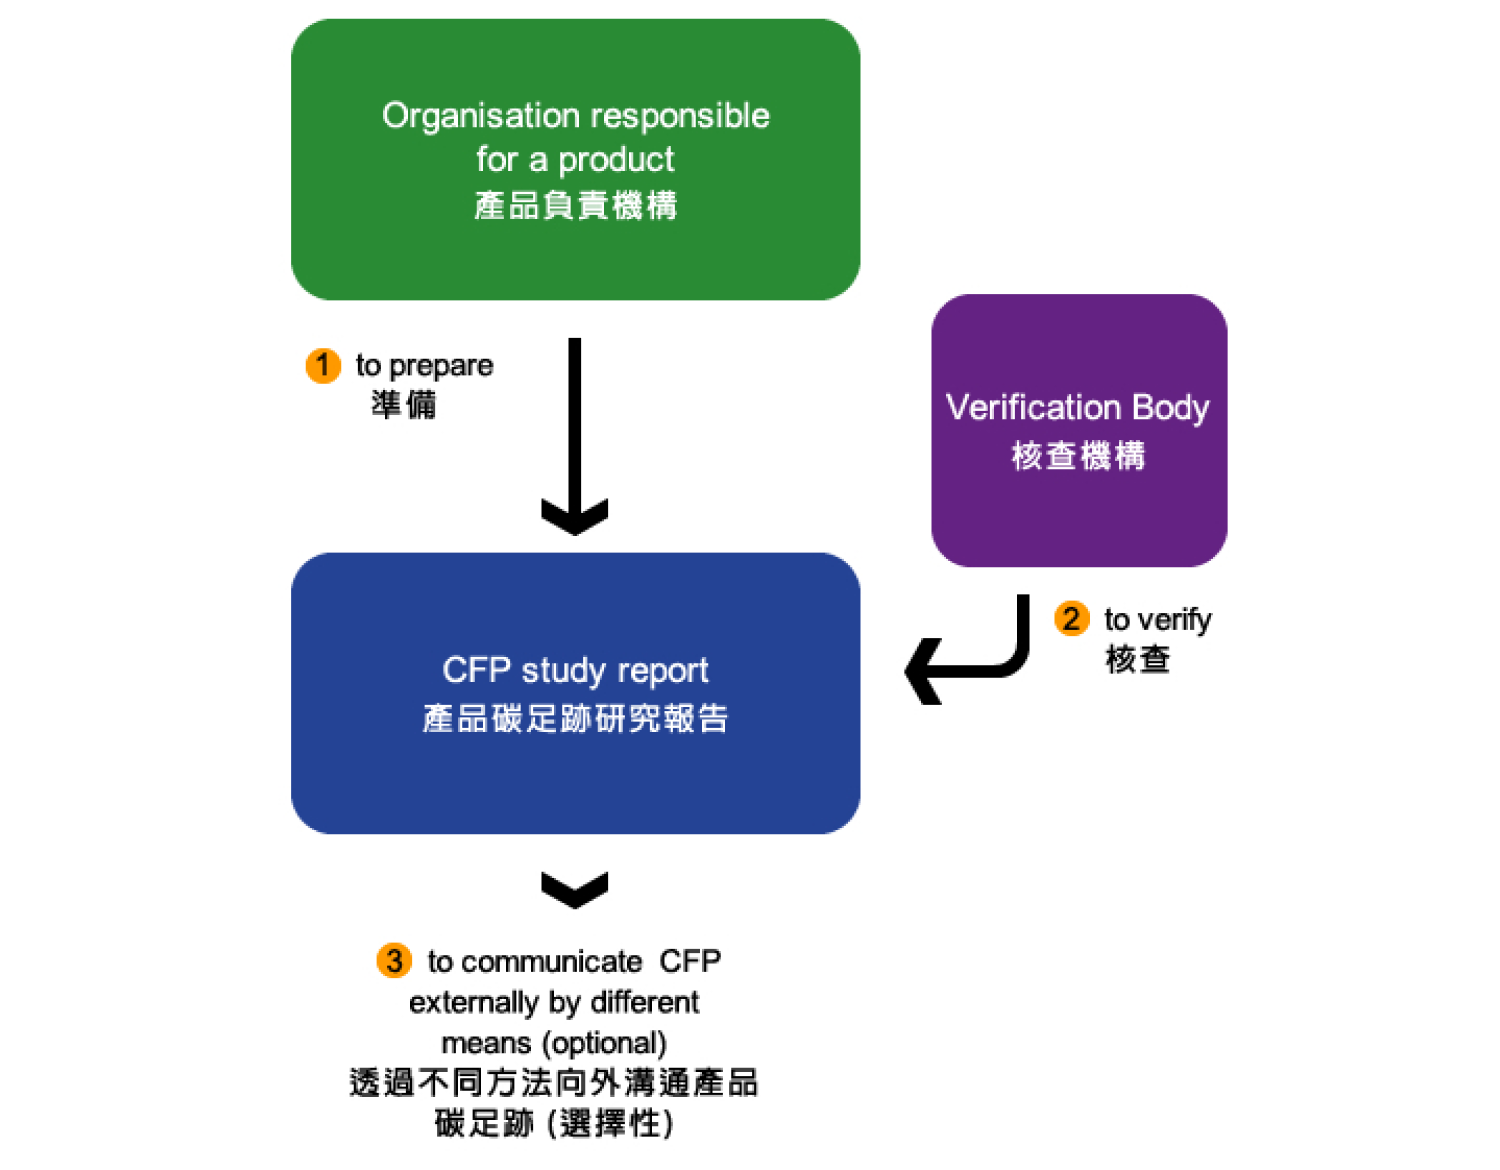 Organisation responsible
for a product
產品負責機構
1 to prepare
準備
Verification Body
核查機構
2 to verify
核查
CFP study report
產品碳足跡研究報告
3 to communicate CFP
externally by different
means (optional)
透過不同方法向外溝通產品
碳足跡 (選擇性)